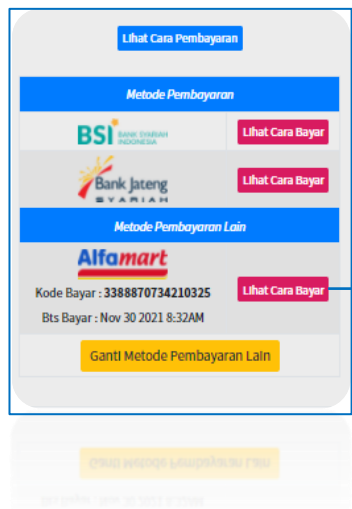 Lihat Cara Pembayaran
Metode Pembayaran
BSI BANK SYARIAH INDONESIA Lihat Cara Bayar
Bank Jateng SYARIAH Lihat Cara Bayar
Metode Pembayaran Lain
Alfamart
Kode Bayar : 3388870734210325 Lihat Cara Bayar
Bts Bayar : Nov 30 2021 8:32AM
Ganti Metode Pembayaran Lain